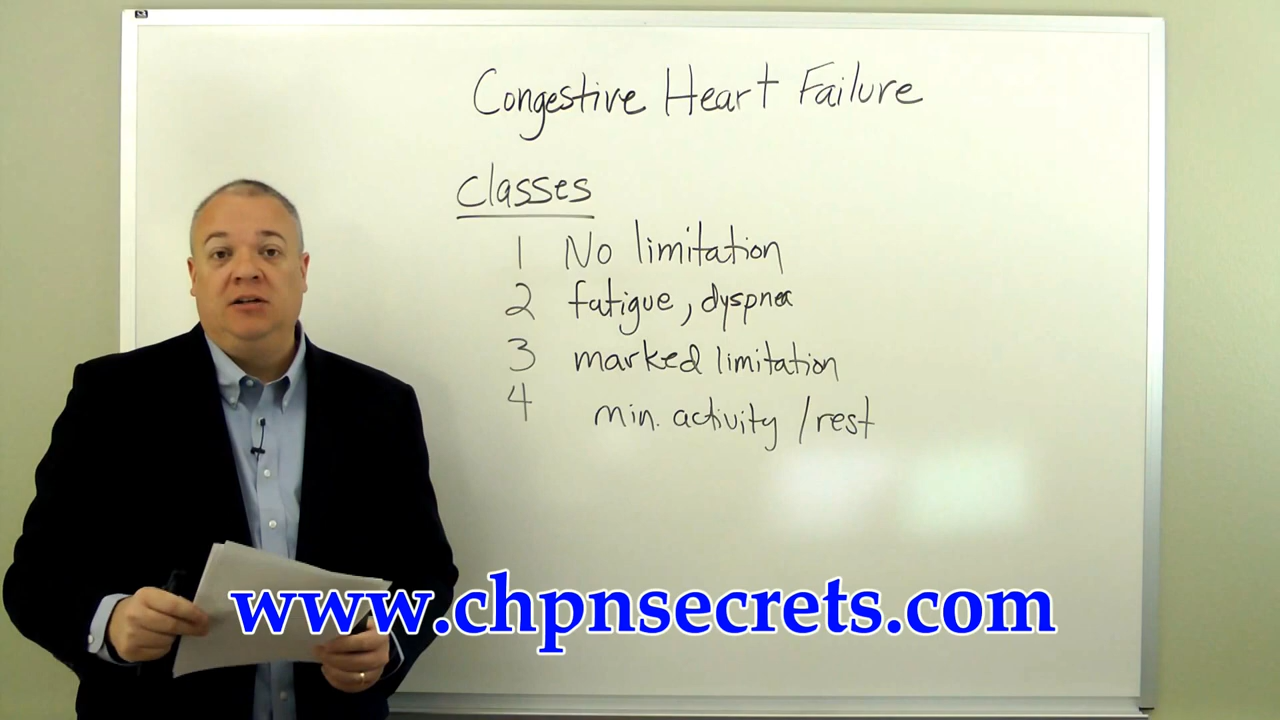 Congestive Heart Failure
Classes
1 No limitation
2 fatigue, dyspnea
3 marked limitation
4 min. activity / rest
www.chpnsecrets.com